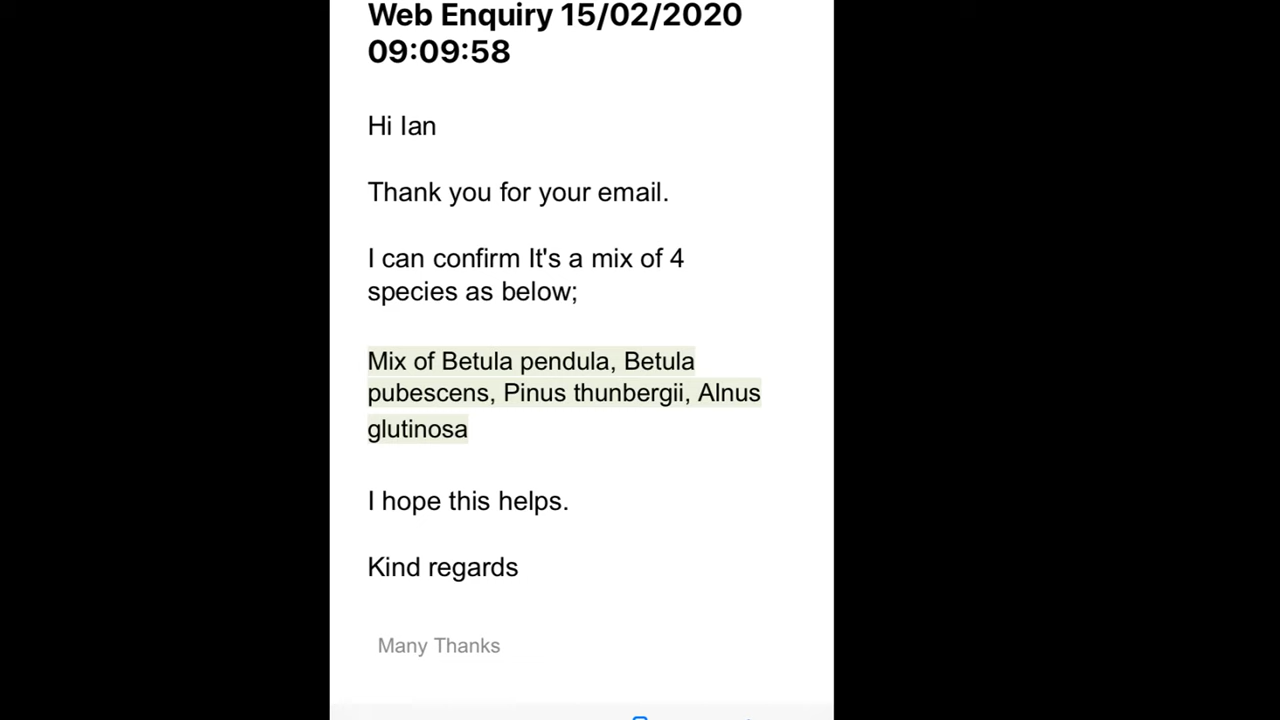 Web Enquiry 15/02/2020
09:09:58
Hi Ian
Thank you for your email.
I can confirm It's a mix of 4
species as below;
Mix of Betula pendula, Betula
pubescens, Pinus thunbergii, Alnus
glutinosa
I hope this helps.
Kind regards
Many Thanks